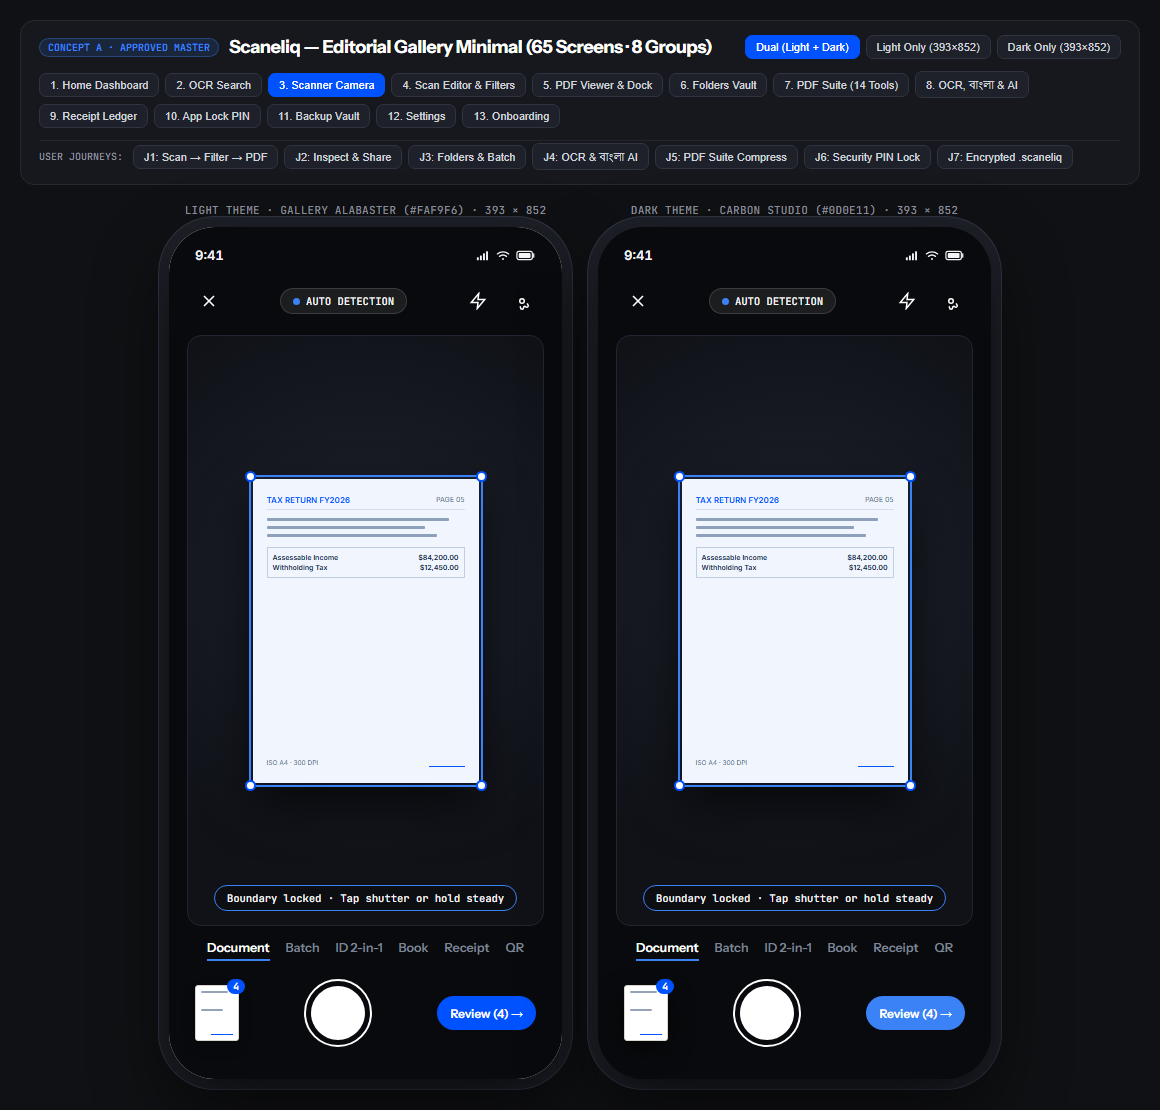 CONCEPT A · APPROVED MASTER
Scaneliq — Editorial Gallery Minimal (65 Screens · 8 Groups)
Dual (Light + Dark)
Light Only (393×852)
Dark Only (393×852)
1. Home Dashboard
2. OCR Search
3. Scanner Camera
4. Scan Editor & Filters
5. PDF Viewer & Dock
6. Folders Vault
7. PDF Suite (14 Tools)
8. OCR, বাংলা & AI
9. Receipt Ledger
10. App Lock PIN
11. Backup Vault
12. Settings
13. Onboarding
USER JOURNEYS:
J1: Scan → Filter → PDF
J2: Inspect & Share
J3: Folders & Batch
J4: OCR & বাংলা AI
J5: PDF Suite Compress
J6: Security PIN Lock
J7: Encrypted .scaneliq
LIGHT THEME · GALLERY ALABASTER (#FAF9F6) · 393 × 852
9:41
AUTO DETECTION
TAX RETURN FY2026
PAGE 05
Assessable Income $84,200.00
Withholding Tax $12,450.00
ISO A4 · 300 DPI
Boundary locked · Tap shutter or hold steady
Document Batch ID 2-in-1 Book Receipt QR
4
Review (4) →
DARK THEME · CARBON STUDIO (#0D0E11) · 393 × 852
9:41
AUTO DETECTION
TAX RETURN FY2026
PAGE 05
Assessable Income $84,200.00
Withholding Tax $12,450.00
ISO A4 · 300 DPI
Boundary locked · Tap shutter or hold steady
Document Batch ID 2-in-1 Book Receipt QR
4
Review (4) →